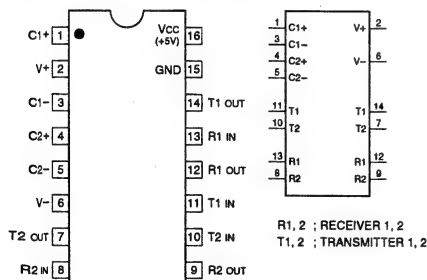 C1+ 1
V+ 2
C1− 3
C2+ 4
C2− 5
V− 6
T2 OUT 7
R2 IN 8
16 VCC (+5V)
15 GND
14 T1 OUT
13 R1 IN
12 R1 OUT
11 T1 IN
10 T2 IN
9 R2 OUT
1 C1+ V+ 2
3 C1−
4 C2+ V− 6
5 C2−
11 T1 T1 14
10 T2 T2 7
13 R1 R1 12
8 R2 R2 9
R1, 2 ; RECEIVER 1, 2
T1, 2 ; TRANSMITTER 1, 2